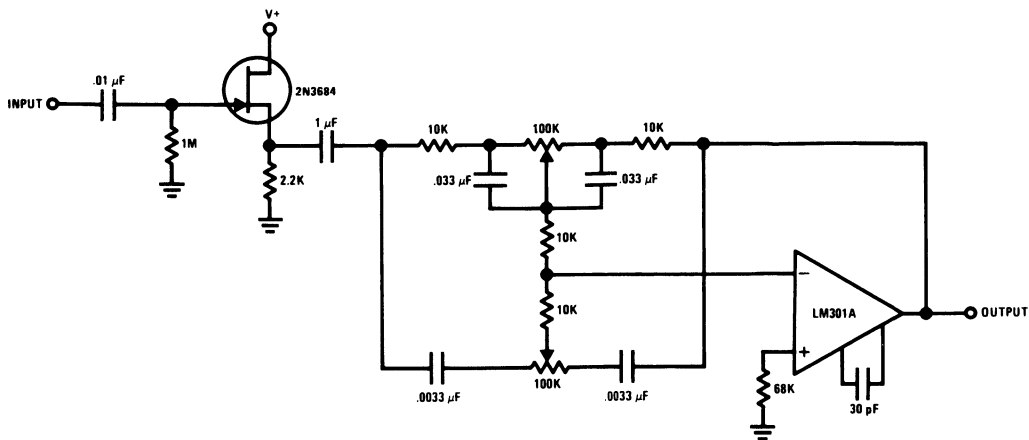 V+
.01 µF
2N3684
INPUT
1 µF
10K
100K
10K
1M
.033 µF
.033 µF
2.2K
10K
10K
−
LM301A
OUTPUT
+
100K
.0033 µF
.0033 µF
68K
30 pF